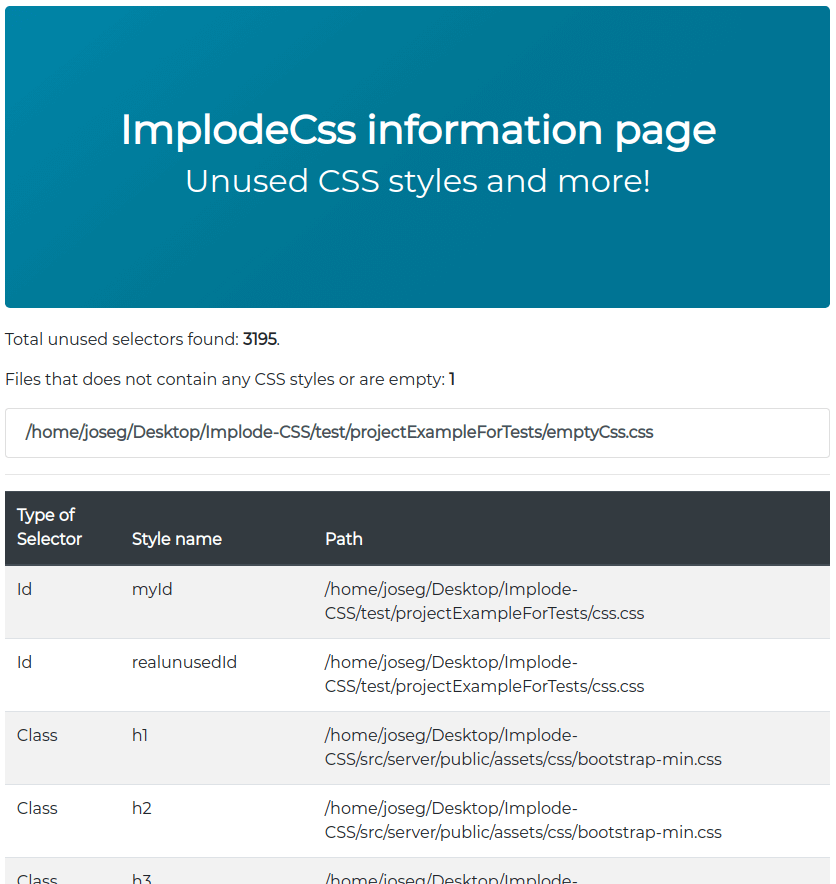 ImplodeCss information page
Unused CSS styles and more!
Total unused selectors found: 3195.
Files that does not contain any CSS styles or are empty: 1
/home/joseg/Desktop/Implode-CSS/test/projectExampleForTests/emptyCss.css
Type of
Selector Style name Path
Id myId /home/joseg/Desktop/Implode-
CSS/test/projectExampleForTests/css.css
Id realunusedId /home/joseg/Desktop/Implode-
CSS/test/projectExampleForTests/css.css
Class h1 /home/joseg/Desktop/Implode-
CSS/src/server/public/assets/css/bootstrap-min.css
Class h2 /home/joseg/Desktop/Implode-
CSS/src/server/public/assets/css/bootstrap-min.css
Class h3 /home/joseg/Desktop/Implode-